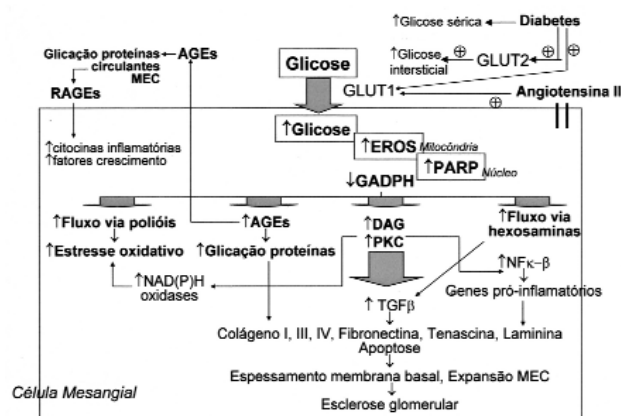 ↑Glicose sérica
Diabetes
Glicação proteínas
circulantes
MEC
AGEs
RAGEs
Glicose
↑Glicose
intersticial
⊕
GLUT2
⊕
⊕
GLUT1
⊕
Angiotensina II
↑citocinas inflamatórias
↑fatores crescimento
↑Glicose
↑EROS
Mitocôndria
↑PARP
Núcleo
↓GADPH
↑Fluxo via polióis
↑Estresse oxidativo
↑AGEs
↑Glicação proteínas
↑DAG
↑PKC
↑Fluxo via
hexosaminas
↑NAD(P)H
oxidases
↑NFκ-β
Genes pró-inflamatórios
↑ TGFβ
Colágeno I, III, IV, Fibronectina, Tenascina, Laminina
Apoptose
Espessamento membrana basal, Expansão MEC
Esclerose glomerular
Célula Mesangial